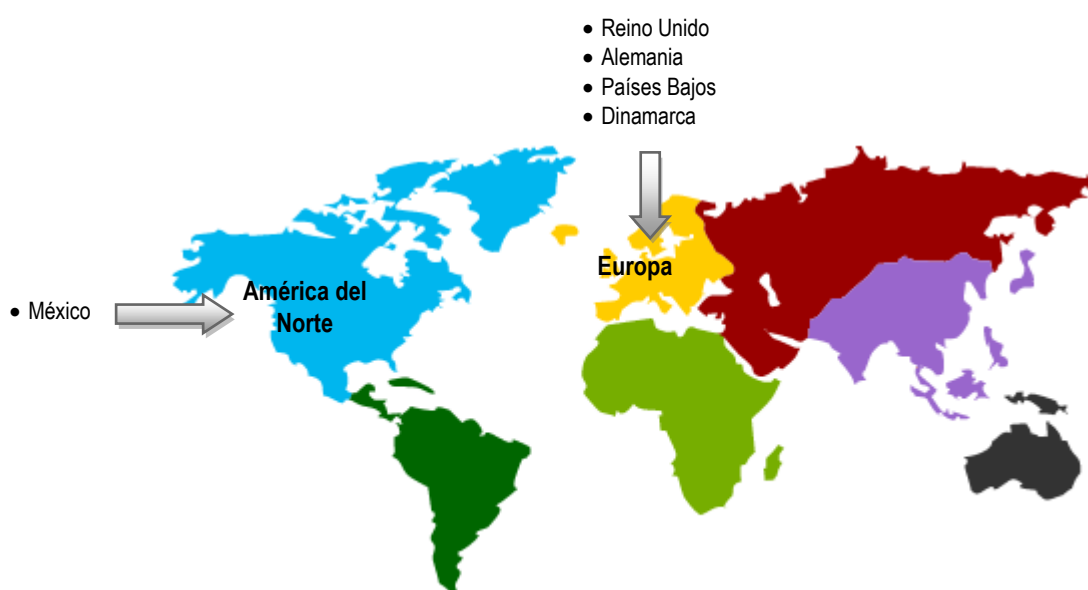 • Reino Unido
• Alemania
• Países Bajos
• Dinamarca
Europa
América del
Norte
• México